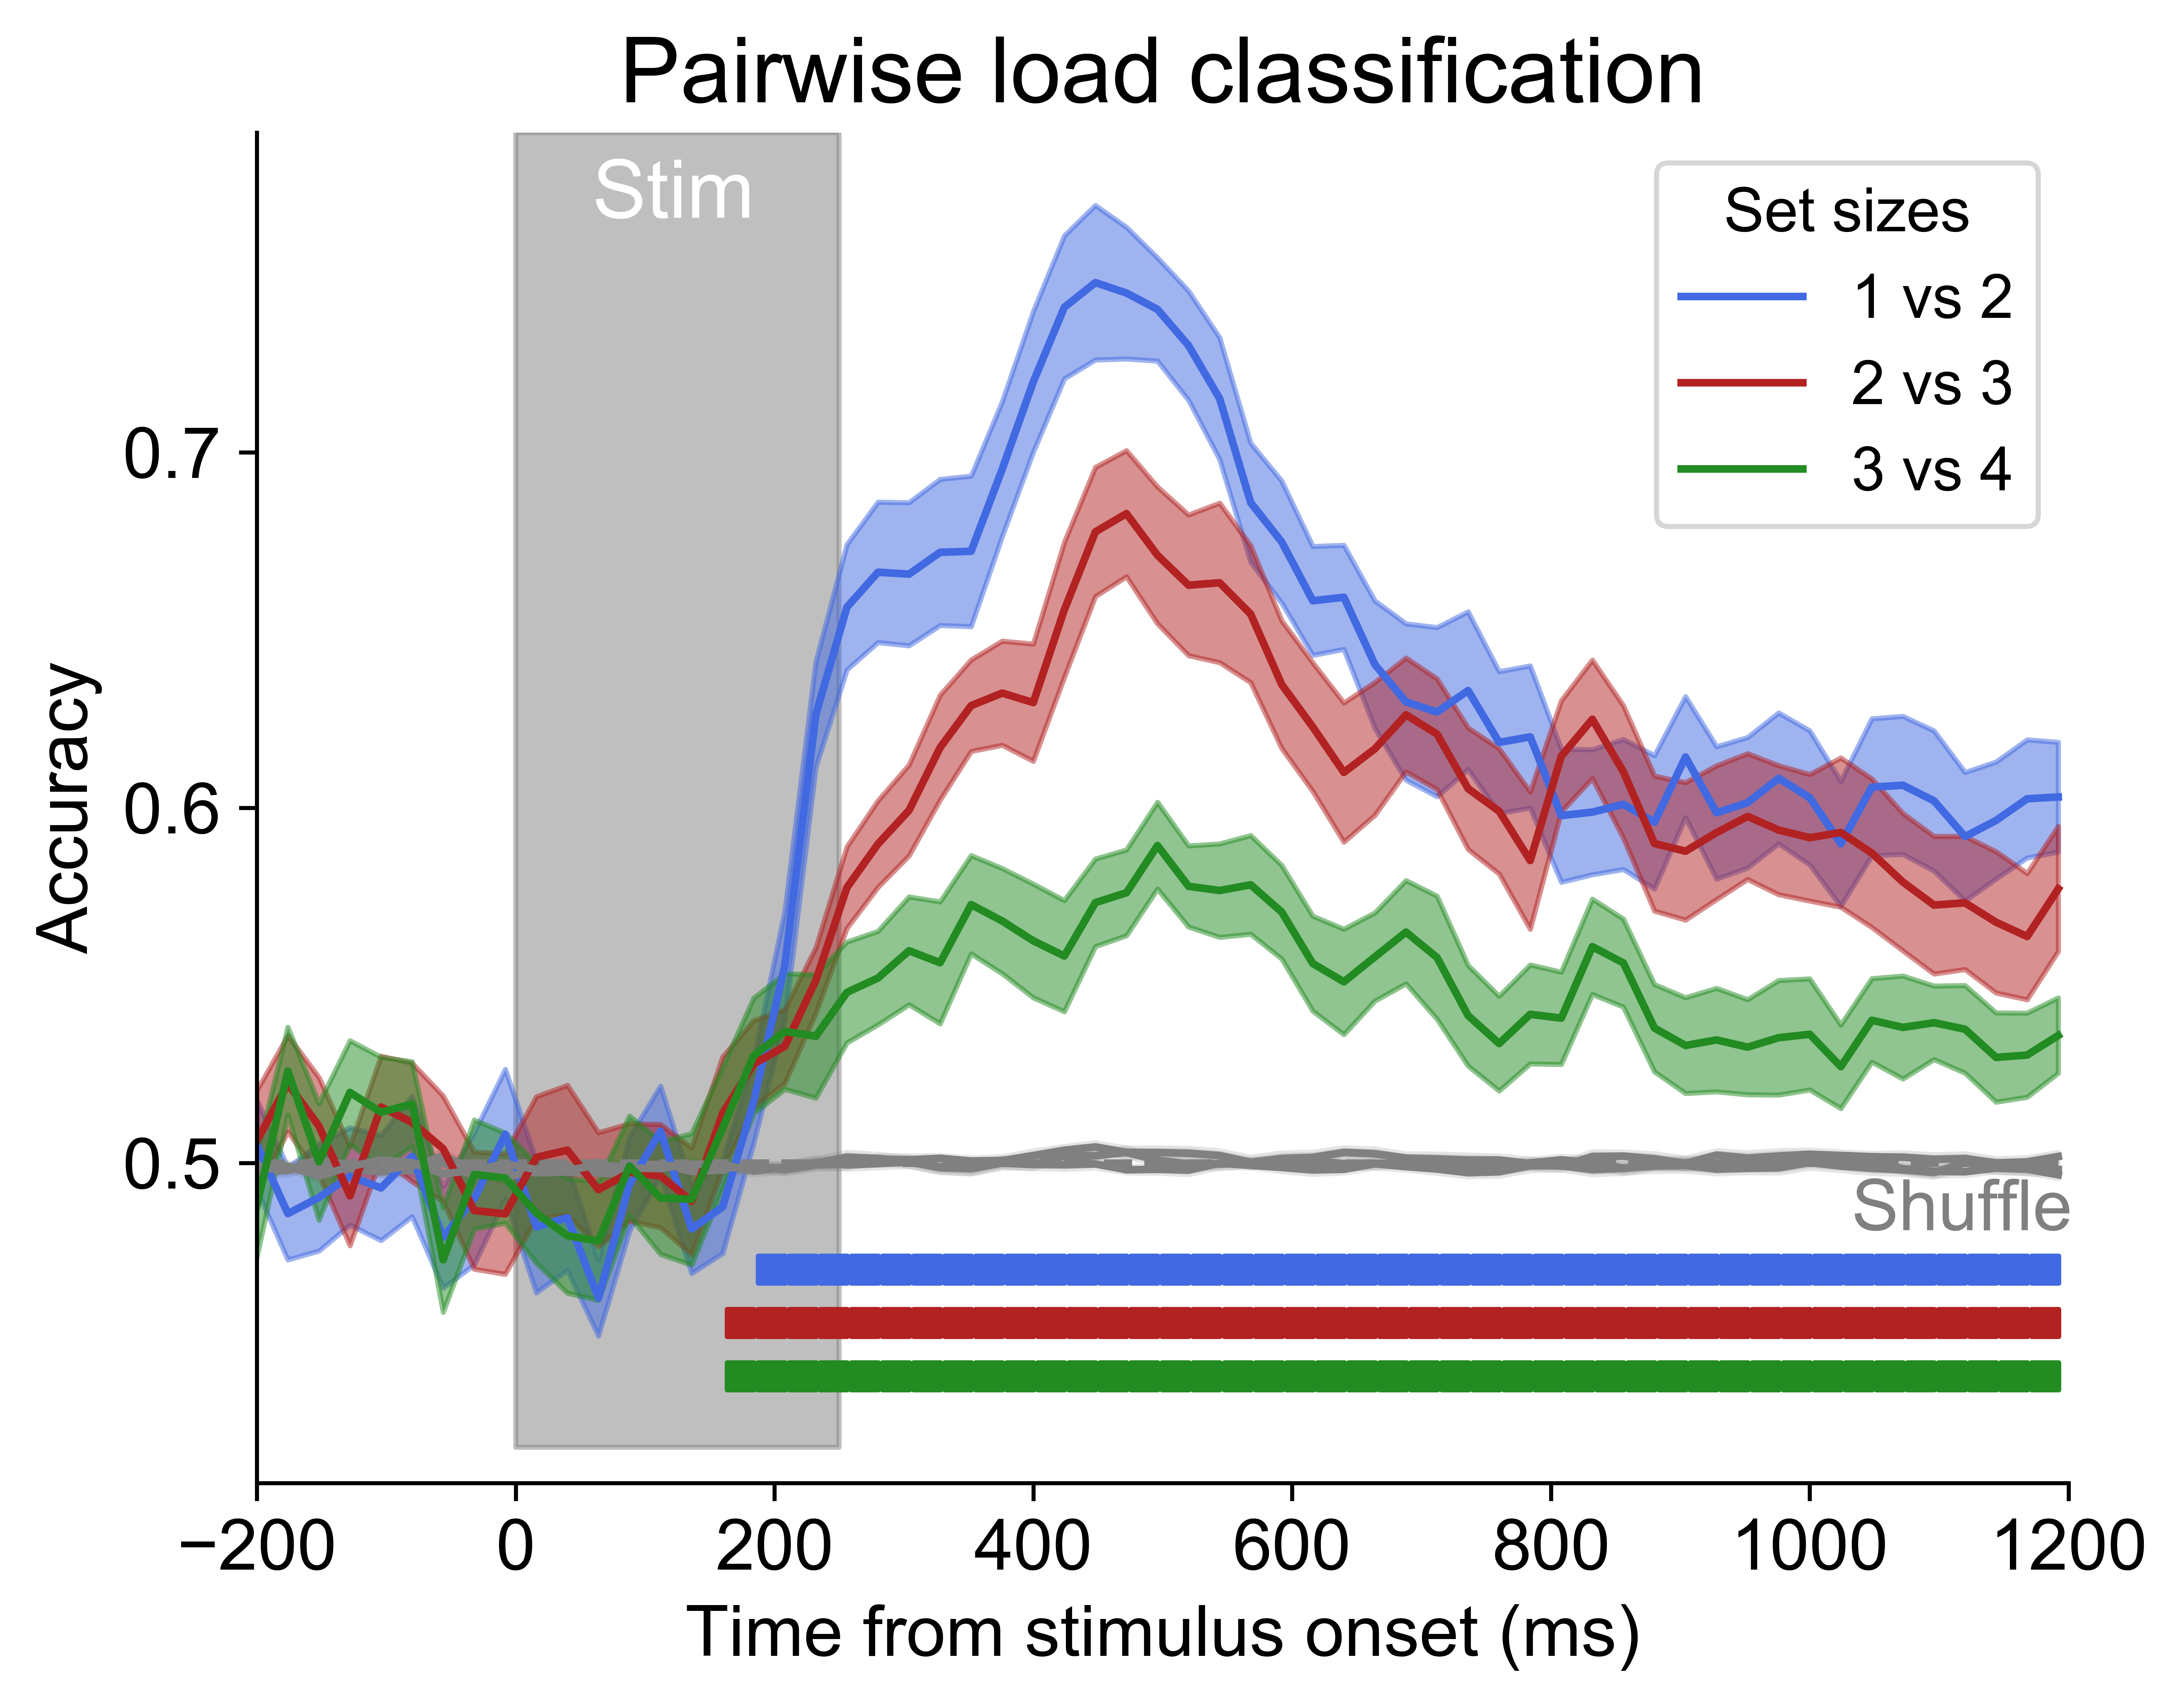 Pairwise load classification
Stim
Set sizes
1 vs 2
2 vs 3
3 vs 4
0.7
0.6
0.5
Accuracy
Shuffle
−200 0 200 400 600 800 1000 1200
Time from stimulus onset (ms)